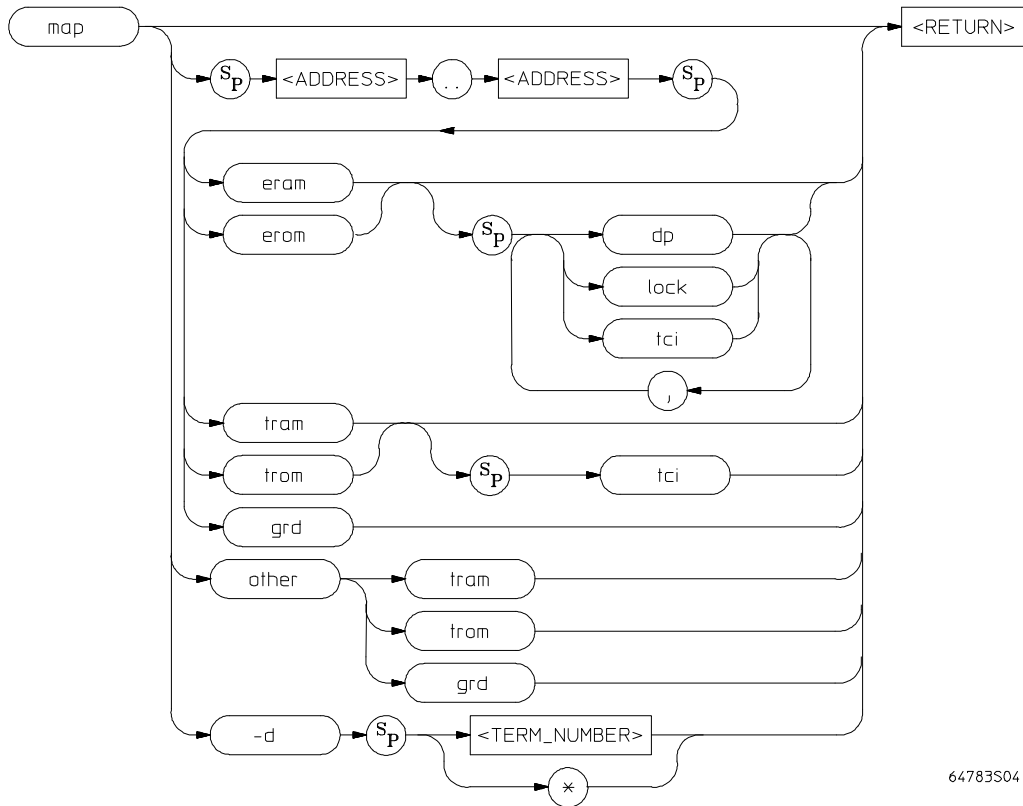 map
<RETURN>
SP <ADDRESS> .. <ADDRESS> SP
eram
erom
SP dp
lock
tci
,
tram
trom
SP tci
grd
other
tram
trom
grd
-d SP <TERM_NUMBER>
*
64783S04